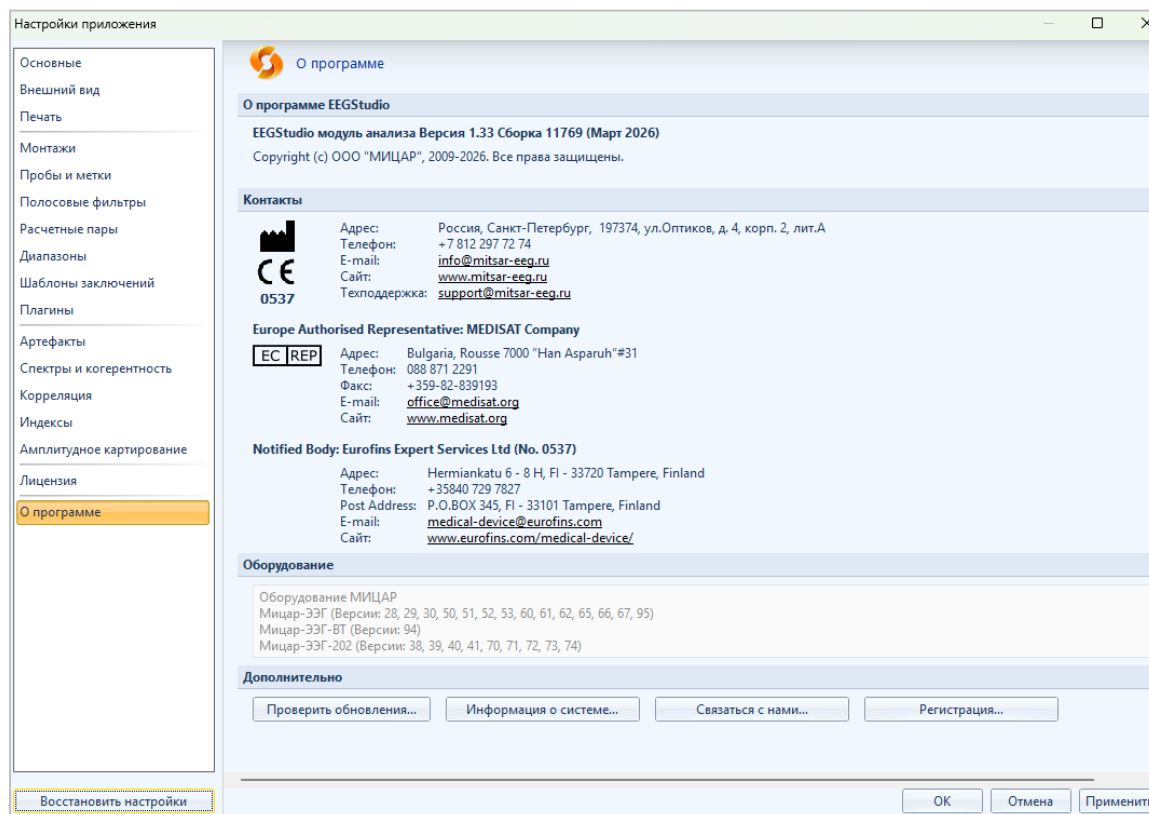 Настройки приложения
Основные
Внешний вид
Печать
Монтажи
Пробы и метки
Полосовые фильтры
Расчетные пары
Диапазоны
Шаблоны заключений
Плагины
Артефакты
Спектры и когерентность
Корреляция
Индексы
Амплитудное картирование
Лицензия
О программе
Восстановить настройки
О программе
О программе EEGStudio
EEGStudio модуль анализа Версия 1.33 Сборка 11769 (Март 2026)
Copyright (c) ООО "МИЦАР", 2009-2026. Все права защищены.
Контакты
CE
0537
Адрес: Россия, Санкт-Петербург, 197374, ул.Оптиков, д. 4, корп. 2, лит.А
Телефон: +7 812 297 72 74
E-mail: info@mitsar-eeg.ru
Сайт: www.mitsar-eeg.ru
Техподдержка: support@mitsar-eeg.ru
Europe Authorised Representative: MEDISAT Company
EC REP
Адрес: Bulgaria, Rousse 7000 "Han Asparuh"#31
Телефон: 088 871 2291
Факс: +359-82-839193
E-mail: office@medisat.org
Сайт: www.medisat.org
Notified Body: Eurofins Expert Services Ltd (No. 0537)
Адрес: Hermiankatu 6 - 8 H, FI - 33720 Tampere, Finland
Телефон: +35840 729 7827
Post Address: P.O.BOX 345, FI - 33101 Tampere, Finland
E-mail: medical-device@eurofins.com
Сайт: www.eurofins.com/medical-device/
Оборудование
Оборудование МИЦАР
Мицар-ЭЭГ (Версии: 28, 29, 30, 50, 51, 52, 53, 60, 61, 62, 65, 66, 67, 95)
Мицар-ЭЭГ-ВТ (Версии: 94)
Мицар-ЭЭГ-202 (Версии: 38, 39, 40, 41, 70, 71, 72, 73, 74)
Дополнительно
Проверить обновления...
Информация о системе...
Связаться с нами...
Регистрация...
ОК
Отмена
Применить